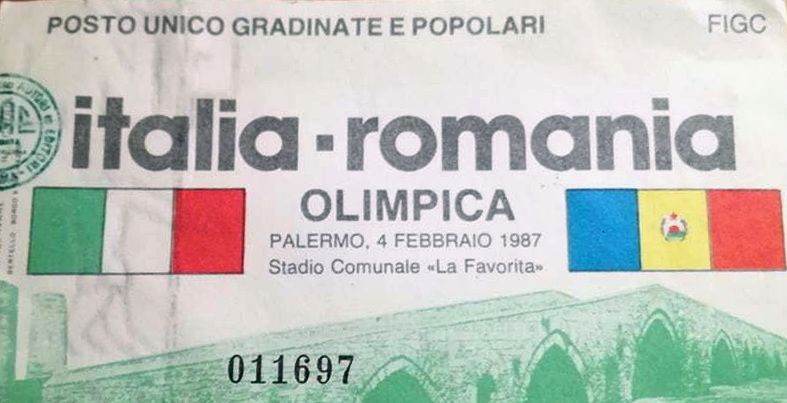 POSTO UNICO GRADINATE E POPOLARI
FIGC
italia-romania
OLIMPICA
PALERMO, 4 FEBBRAIO 1987
Stadio Comunale «La Favorita»
011697